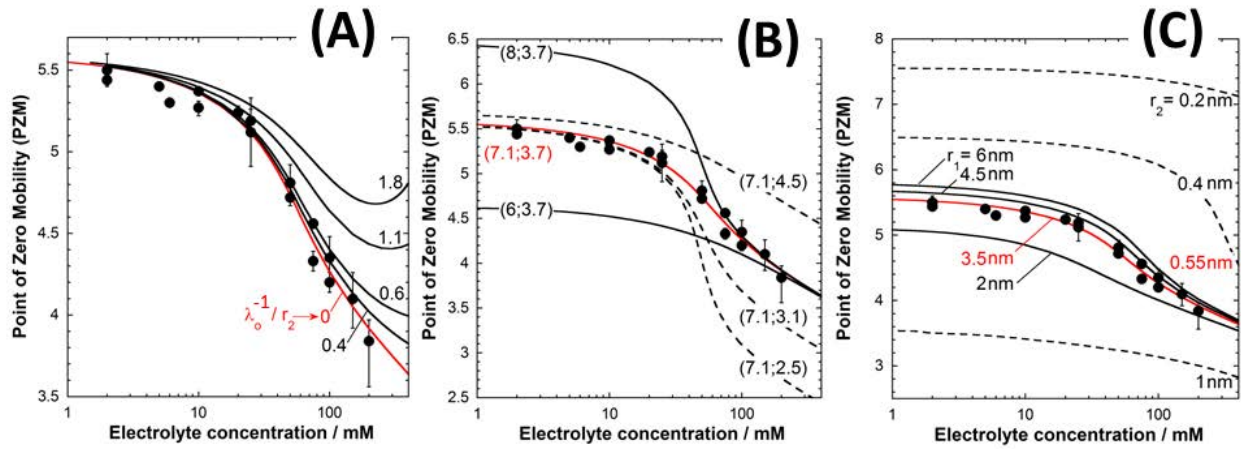 (A)
Point of Zero Mobility (PZM)
5.5
5
4.5
4
3.5
1.8
1.1
0.6
0.4
λo-1/ r2→0
1
10
100
Electrolyte concentration / mM
(B)
Point of Zero Mobility (PZM)
6.5
6
5.5
5
4.5
4
3.5
3
2.5
(8;3.7)
(7.1;3.7)
(6;3.7)
(7.1;4.5)
(7.1;3.1)
(7.1;2.5)
1
10
100
Electrolyte concentration / mM
(C)
Point of Zero Mobility (PZM)
8
7
6
5
4
3
r2= 0.2nm
0.4nm
r1= 6nm
4.5nm
3.5nm
2nm
0.55nm
1nm
1
10
100
Electrolyte concentration / mM